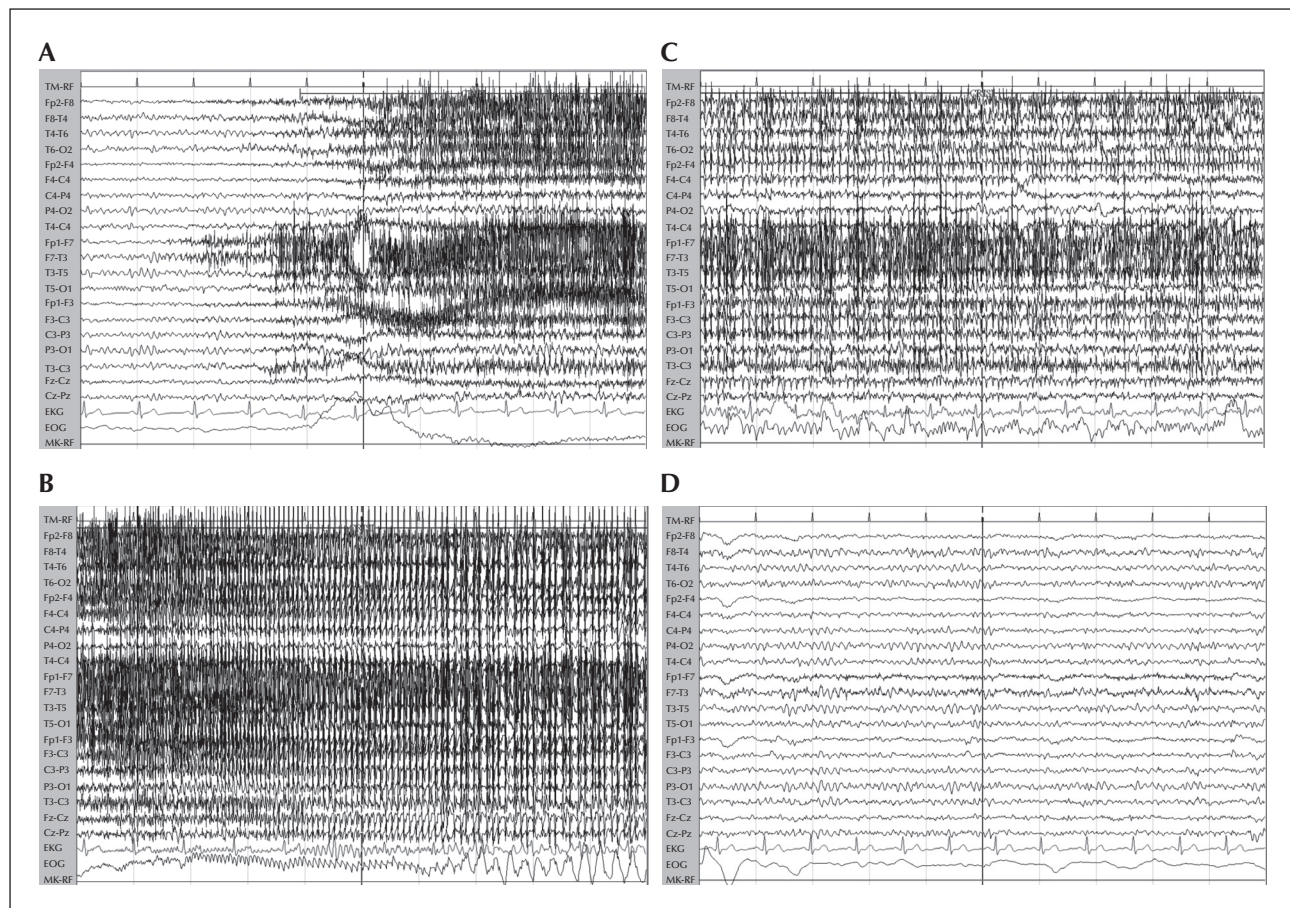 A
TM-RF
Fp2-F8
F8-T4
T4-T6
T6-O2
Fp2-F4
F4-C4
C4-P4
P4-O2
T4-C4
Fp1-F7
F7-T3
T3-T5
T5-O1
Fp1-F3
F3-C3
C3-P3
P3-O1
T3-C3
Fz-Cz
Cz-Pz
EKG
EOG
MK-RF
B
TM-RF
Fp2-F8
F8-T4
T4-T6
T6-O2
Fp2-F4
F4-C4
C4-P4
P4-O2
T4-C4
Fp1-F7
F7-T3
T3-T5
T5-O1
Fp1-F3
F3-C3
C3-P3
P3-O1
T3-C3
Fz-Cz
Cz-Pz
EKG
EOG
MK-RF
C
TM-RF
Fp2-F8
F8-T4
T4-T6
T6-O2
Fp2-F4
F4-C4
C4-P4
P4-O2
T4-C4
Fp1-F7
F7-T3
T3-T5
T5-O1
Fp1-F3
F3-C3
C3-P3
P3-O1
T3-C3
Fz-Cz
Cz-Pz
EKG
EOG
MK-RF
D
TM-RF
Fp2-F8
F8-T4
T4-T6
T6-O2
Fp2-F4
F4-C4
C4-P4
P4-O2
T4-C4
Fp1-F7
F7-T3
T3-T5
T5-O1
Fp1-F3
F3-C3
C3-P3
P3-O1
T3-C3
Fz-Cz
Cz-Pz
EKG
EOG
MK-RF